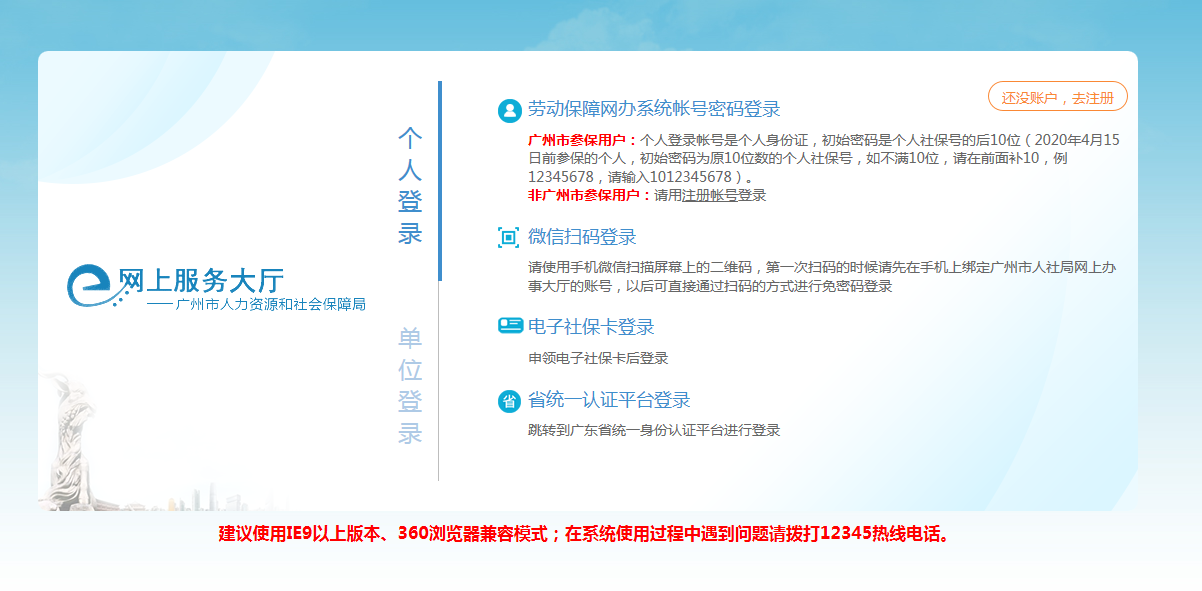 网上服务大厅
——广州市人力资源和社会保障局
个人登录
单位登录
还没账户，去注册
劳动保障网办系统帐号密码登录
广州市参保用户：个人登录帐号是个人身份证，初始密码是个人社保号的后10位（2020年4月15
日前参保的个人，初始密码为原10位数的个人社保号，如不满10位，请在前面补10，例
12345678，请输入1012345678）。
非广州市参保用户：请用注册帐号登录
微信扫码登录
请使用手机微信扫描屏幕上的二维码，第一次扫码的时候请先在手机上绑定广州市人社局网上办
事大厅的账号，以后可直接通过扫码的方式进行免密码登录
电子社保卡登录
申领电子社保卡后登录
省 省统一认证平台登录
跳转到广东省统一身份认证平台进行登录
建议使用IE9以上版本、360浏览器兼容模式；在系统使用过程中遇到问题请拨打12345热线电话。